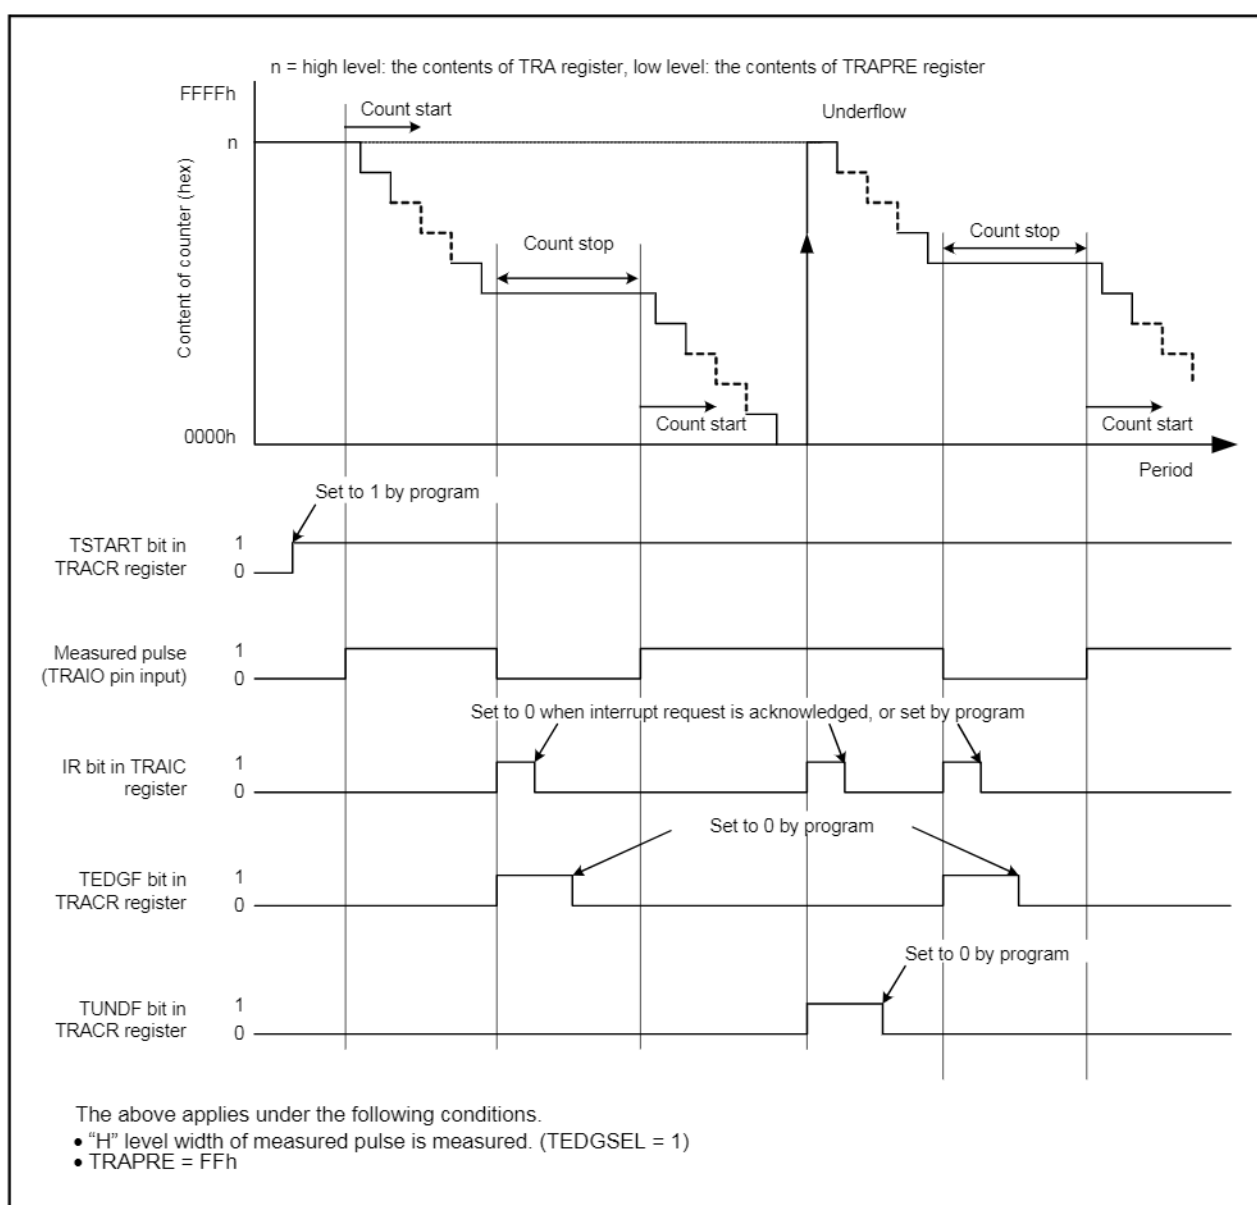 n = high level: the contents of TRA register, low level: the contents of TRAPRE register
FFFFh
Count start
Underflow
n
Content of counter (hex)
Count stop
Count stop
Count start
Count start
0000h
Period
Set to 1 by program
TSTART bit in
TRACR register
1
0
Measured pulse
(TRAIO pin input)
1
0
Set to 0 when interrupt request is acknowledged, or set by program
IR bit in TRAIC
register
1
0
Set to 0 by program
TEDGF bit in
TRACR register
1
0
Set to 0 by program
TUNDF bit in
TRACR register
1
0
The above applies under the following conditions.
• “H” level width of measured pulse is measured. (TEDGSEL = 1)
• TRAPRE = FFh